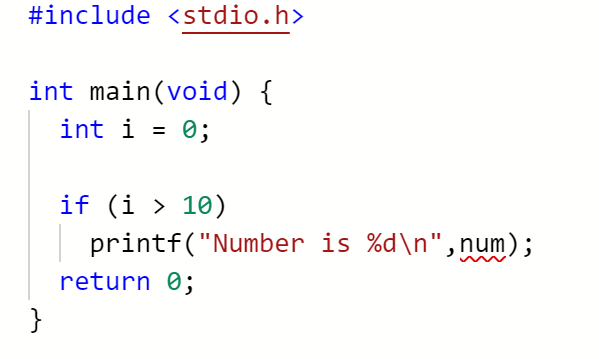 #include <stdio.h>
int main(void) {
int i = 0;
if (i > 10)
printf("Number is %d\n",num);
return 0;
}